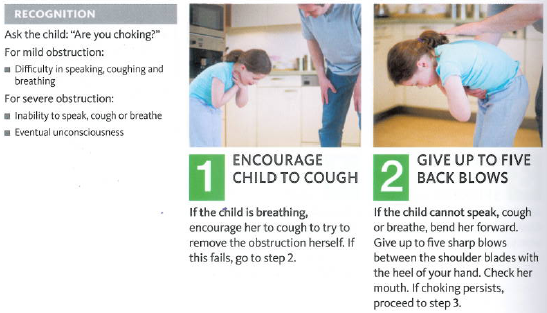 RECOGNITION
Ask the child: “Are you choking?”
For mild obstruction:
■ Difficulty in speaking, coughing and
breathing
For severe obstruction:
■ Inability to speak, cough or breathe
■ Eventual unconsciousness
1 ENCOURAGE
CHILD TO COUGH
If the child is breathing,
encourage her to cough to try to
remove the obstruction herself. If
this fails, go to step 2.
2 GIVE UP TO FIVE
BACK BLOWS
If the child cannot speak, cough
or breathe, bend her forward.
Give up to five sharp blows
between the shoulder blades with
the heel of your hand. Check her
mouth. If choking persists,
proceed to step 3.